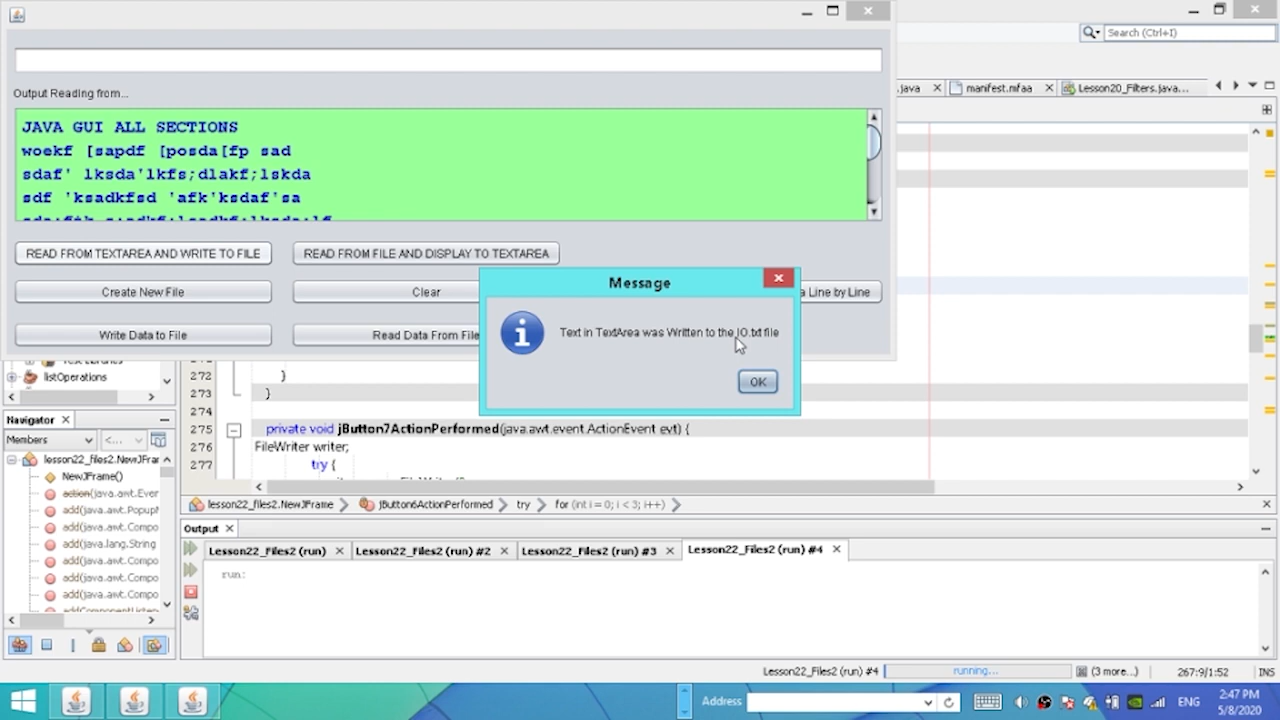 Search (Ctrl+I)
.java
manifest.mfaa
Lesson20_Filters.java...
Output Reading from...
JAVA GUI ALL SECTIONS
woekf [sapdf [posda[fp sad
sdaf' lksda'lkfs;dlakf;lskda
sdf 'ksadkfsd 'afk'ksdaf'sa
READ FROM TEXTAREA AND WRITE TO FILE
READ FROM FILE AND DISPLAY TO TEXTAREA
Create New File
Clear
a Line by Line
Write Data to File
Read Data From File
Message
Text in TextArea was Written to the IO.txt file
OK
listOperations
272 }
273 }
274
275 private void jButton7ActionPerformed(java.awt.event.ActionEvent evt) {
276 FileWriter writer;
277 try {
Navigator
Members
<...
lesson22_files2.NewJFrar
NewJFrame()
action(java.awt.Ever
add(java.awt.PopupM
add(java.awt.Compo
add(java.lang.String
add(java.awt.Compo
add(java.awt.Compo
add(java.awt.Compo
addComponentListen
lesson22_files2.NewJFrame
jButton6ActionPerformed
try
for (int i = 0; i < 3; i++)
Output
Lesson22_Files2 (run)
Lesson22_Files2 (run) #2
Lesson22_Files2 (run) #3
Lesson22_Files2 (run) #4
run:
Lesson22_Files2 (run) #4
running...
(3 more...)
267:9/1:52
INS
Address
ENG
2:47 PM
5/8/2020